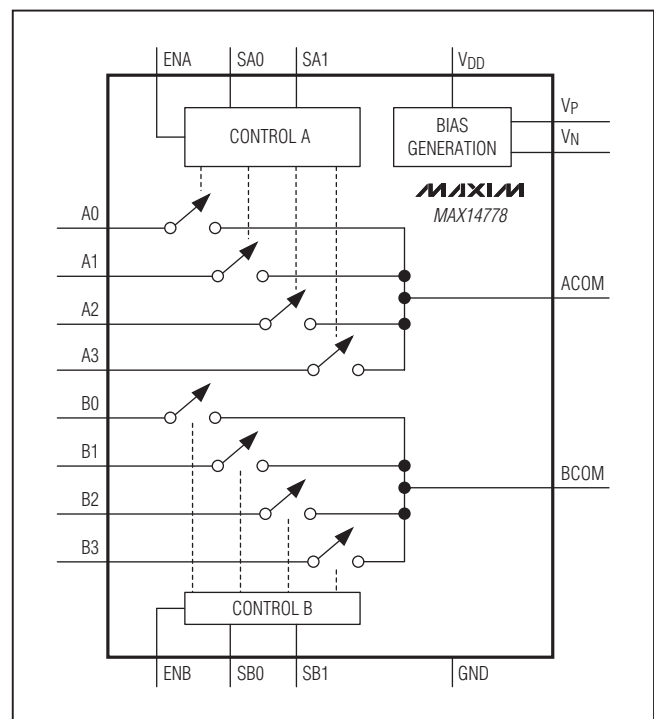 ENA SA0 SA1 VDD
CONTROL A
BIAS
GENERATION
VP
VN
MAXIM
MAX14778
A0
A1
A2
A3
ACOM
B0
B1
B2
B3
BCOM
CONTROL B
ENB SB0 SB1 GND